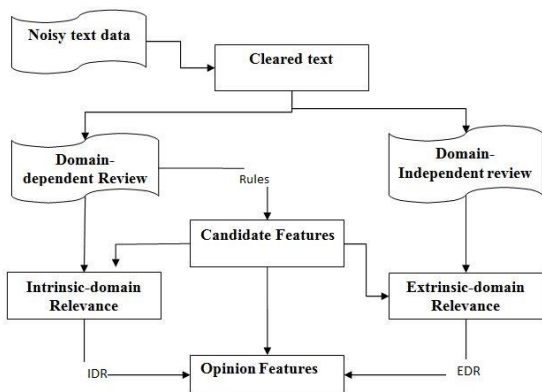 Noisy text data
Cleared text
Domain-
dependent Review
Domain-
Independent review
Rules
Candidate Features
Intrinsic-domain
Relevance
Extrinsic-domain
Relevance
IDR
Opinion Features
EDR